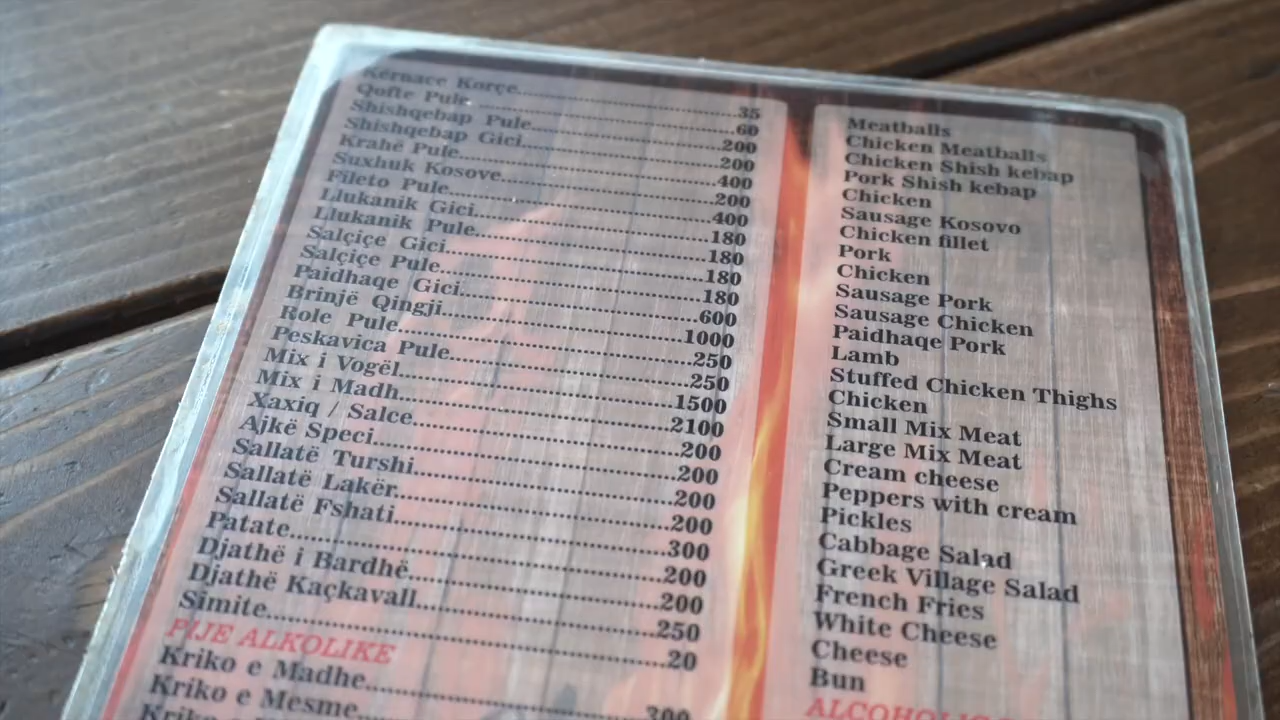 Kërnace Korçe........35
Qofte Pule........60
Shishqebap Pule........200
Shishqebap Gici........200
Krahë Pule........400
Suxhuk Kosove........200
Fileto Pule........400
Llukanik Gici........180
Llukanik Pule........180
Salçiçe Gici........180
Salçiçe Pule........180
Paidhaqe Gici........600
Brinjë Qingji........1000
Role Pule........250
Peskavica Pule........250
Mix i Vogël........1500
Mix i Madh........2100
Xaxiq / Salce........200
Ajkë Speci........200
Sallatë Turshi........200
Sallatë Lakër........200
Sallatë Fshati........300
Patate........200
Djathë i Bardhë........200
Djathë Kaçkavall........250
Simite........20
PIJE ALKOLIKE
Kriko e Madhe........300
Kriko e Mesme........
Kriko e
Meatballs
Chicken Meatballs
Chicken Shish kebap
Pork Shish kebap
Chicken
Sausage Kosovo
Chicken fillet
Pork
Chicken
Sausage Pork
Sausage Chicken
Paidhaqe Pork
Lamb
Stuffed Chicken Thighs
Chicken
Small Mix Meat
Large Mix Meat
Cream cheese
Peppers with cream
Pickles
Cabbage Salad
Greek Village Salad
French Fries
White Cheese
Cheese
Bun